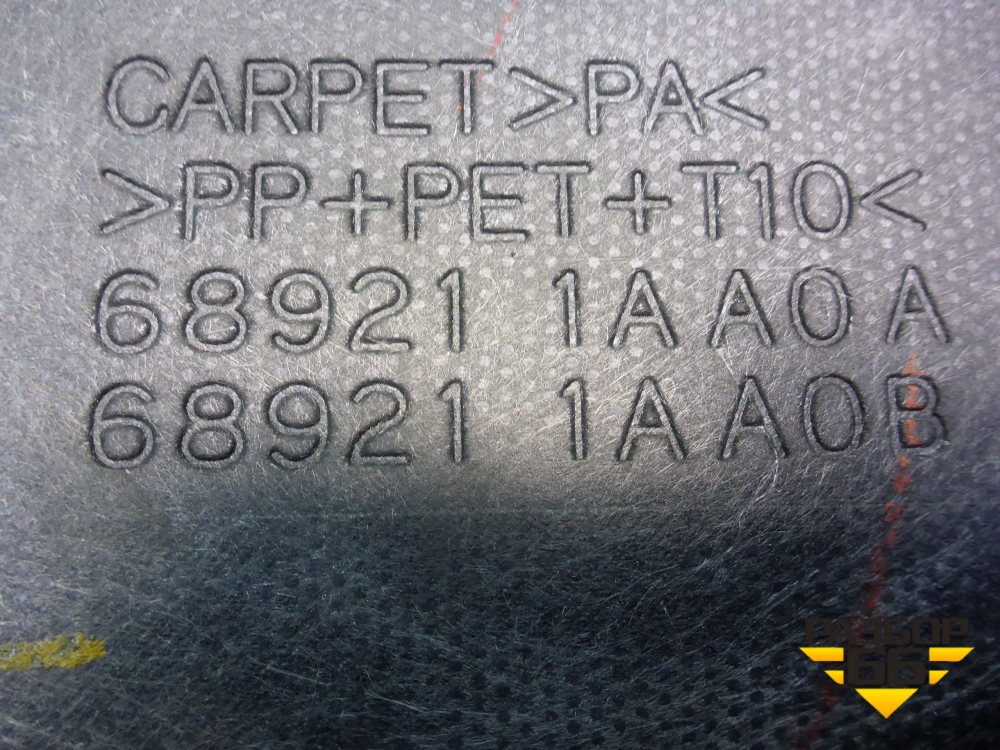 CARPET>PA<
>PP+PET+T10<
68921 1AA0A
68921 1AA0B
РАЗБОР
66